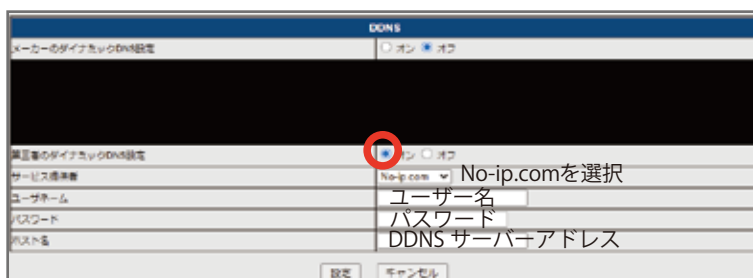 DDNS
メーカーのダイナミックDNS設定 オン オフ
第三者のダイナミックDNS設定 オン オフ
サービス提供者 No-ip.com No-ip.comを選択
ユーザネーム ユーザー名
パスワード パスワード
ホスト名 DDNS サーバーアドレス
設定 キャンセル